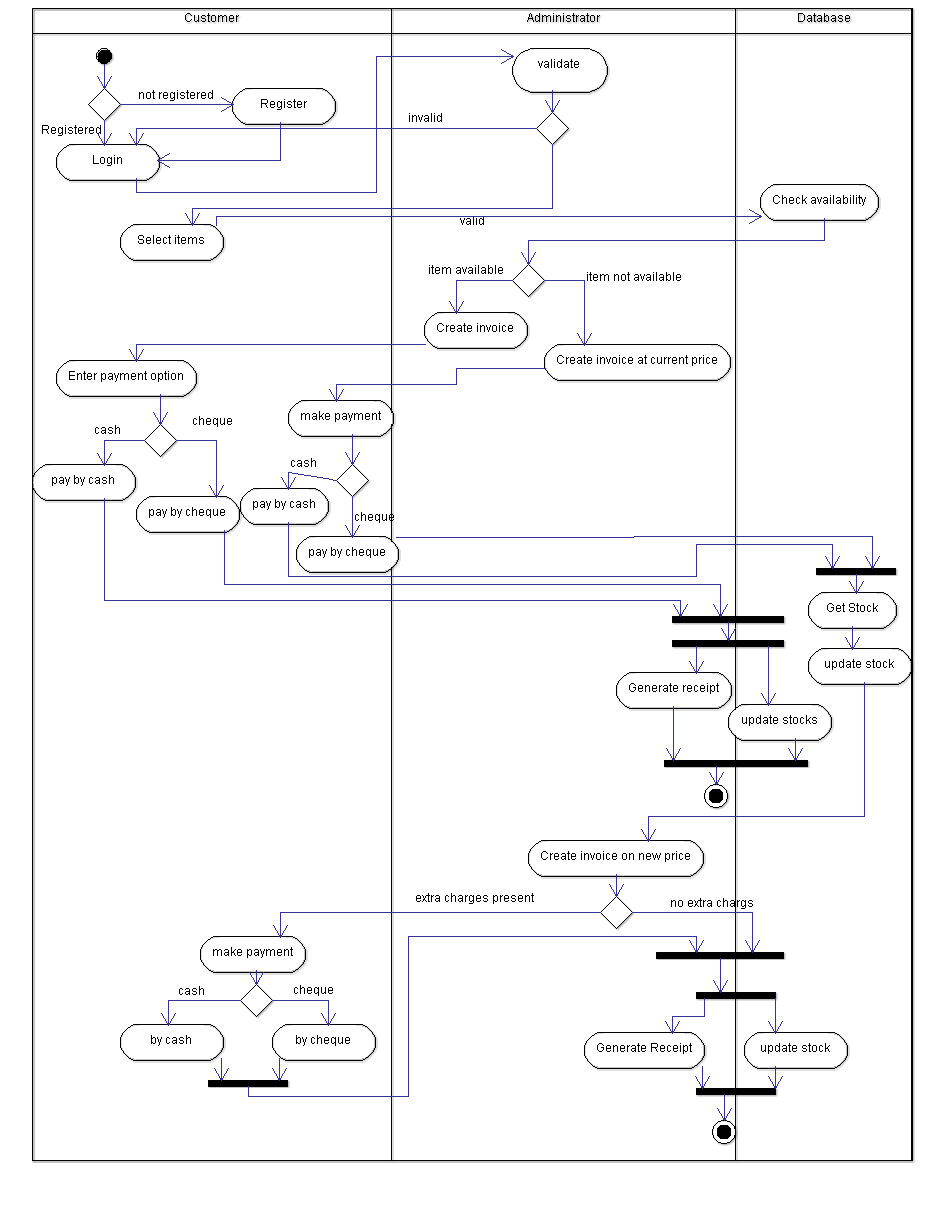 Customer
Administrator
Database
validate
not registered
Register
invalid
Registered
Login
Check availability
valid
Select items
item available
item not available
Create invoice
Create invoice at current price
Enter payment option
make payment
cash
cheque
cash
pay by cash
pay by cheque
pay by cash
cheque
pay by cheque
Get Stock
update stock
Generate receipt
update stocks
Create invoice on new price
extra charges present
no extra chargs
make payment
cash
cheque
by cash
by cheque
Generate Receipt
update stock